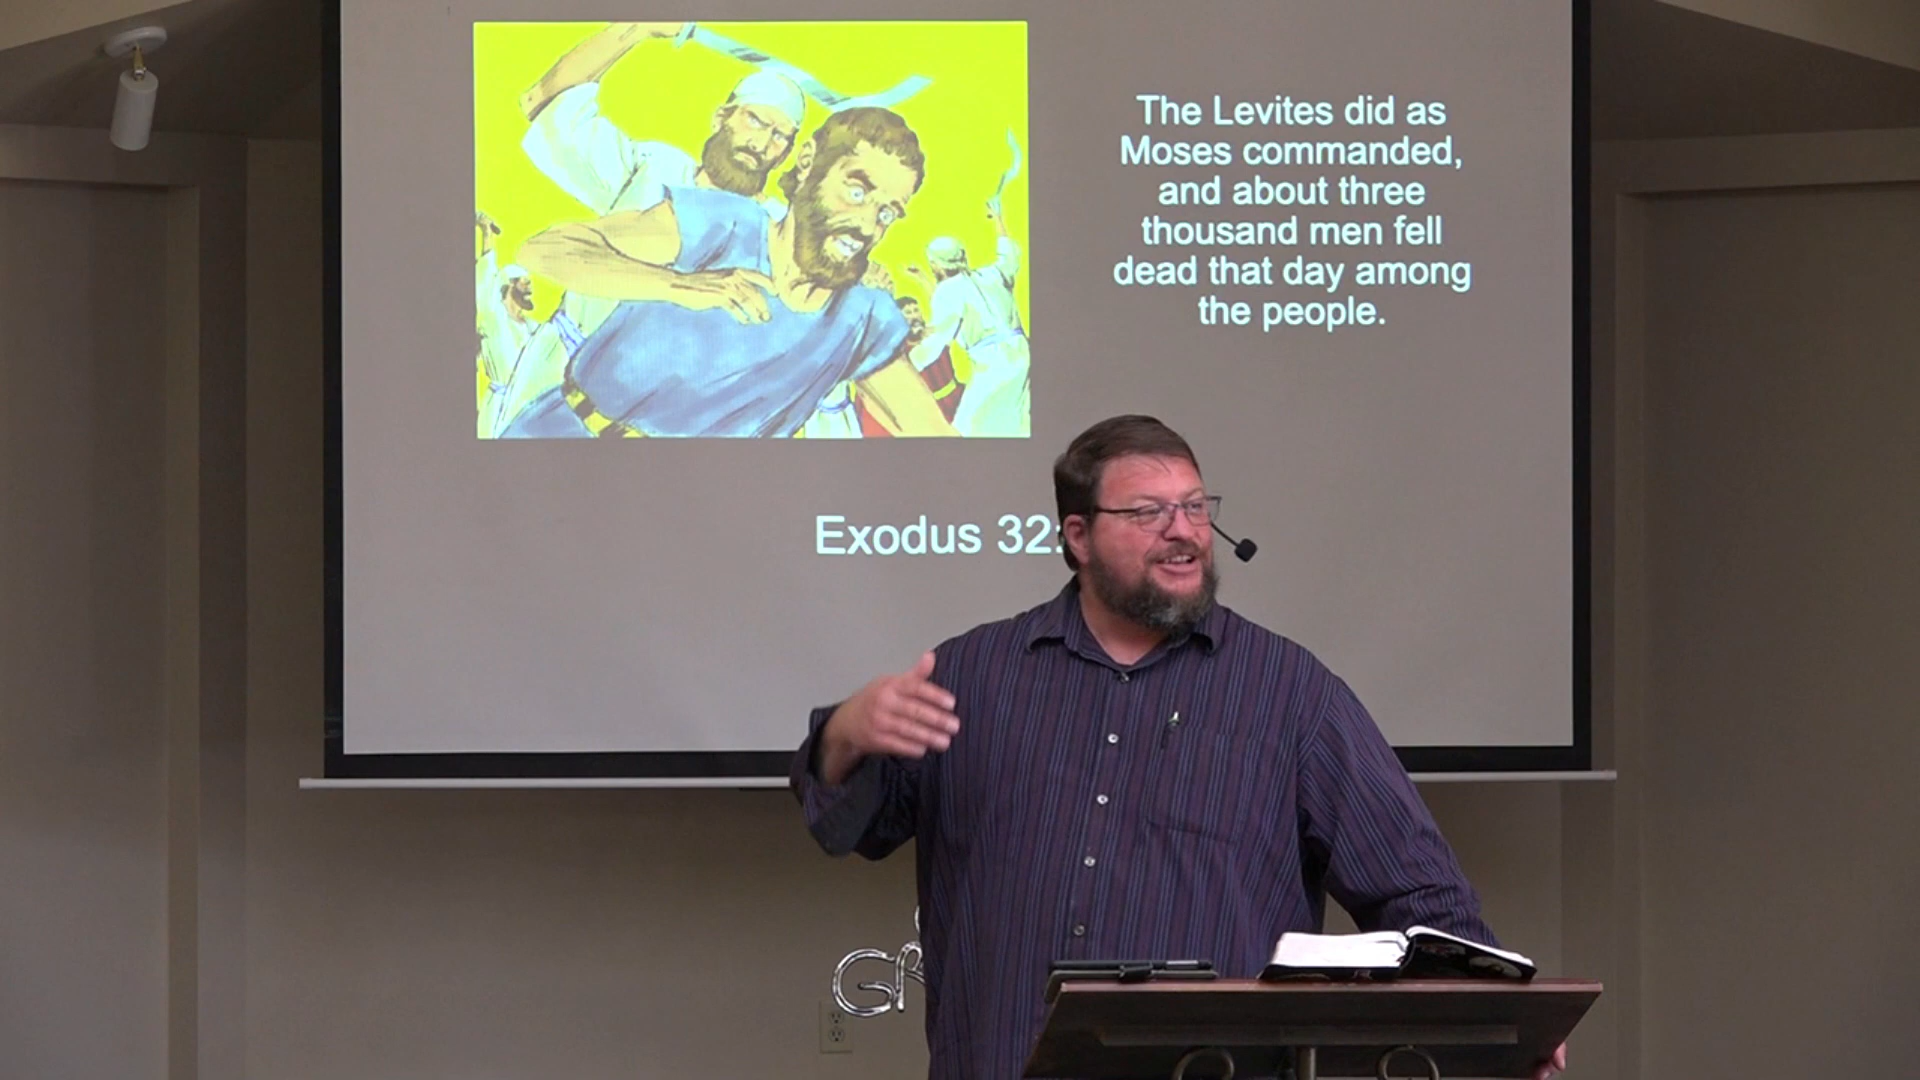 The Levites did as
Moses commanded,
and about three
thousand men fell
dead that day among
the people.
Exodus 32: